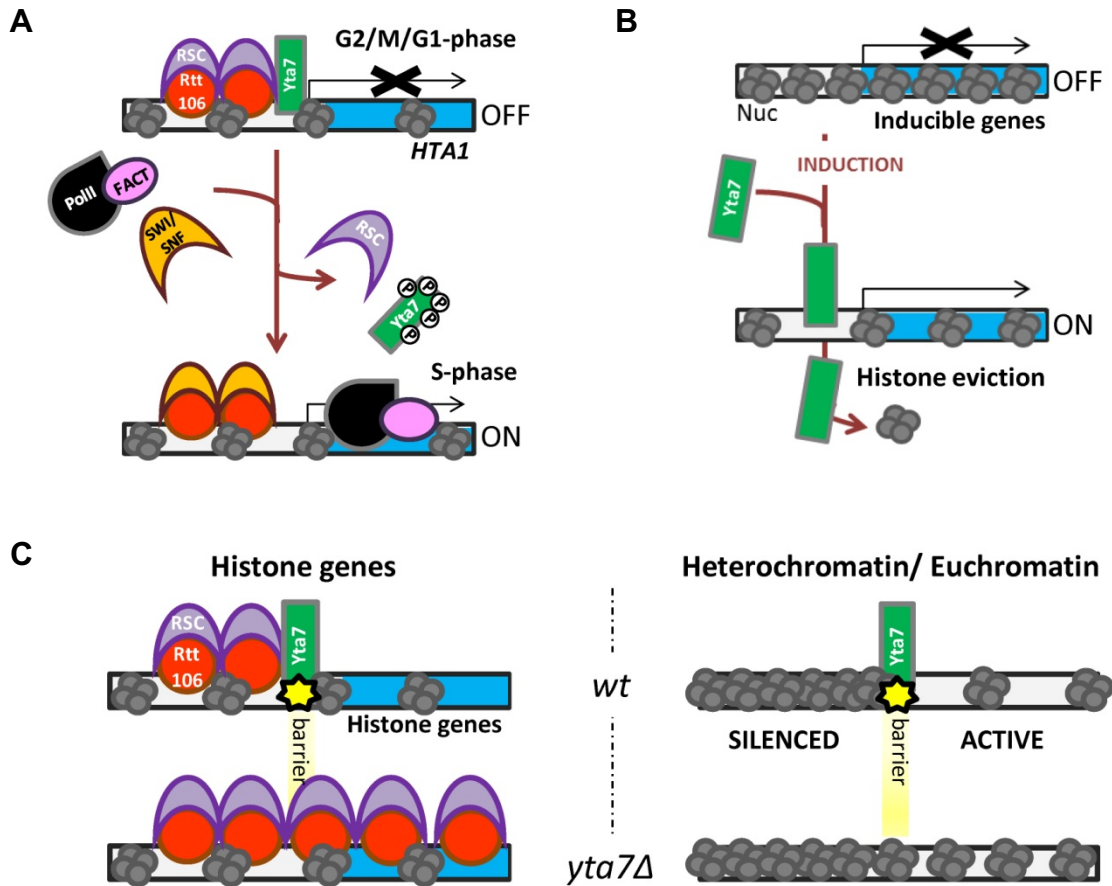 A
G2/M/G1-phase
RSC
Rtt
106
Yta7
OFF
HTA1
PolII
FACT
SWI/
SNF
RSC
Yta7
P
P
P
P
P
S-phase
ON
B
OFF
Nuc
Inducible genes
INDUCTION
Yta7
ON
Histone eviction
C
Histone genes
RSC
Rtt
106
Yta7
Histone genes
barrier
wt
yta7Δ
Heterochromatin/ Euchromatin
Yta7
SILENCED
barrier
ACTIVE